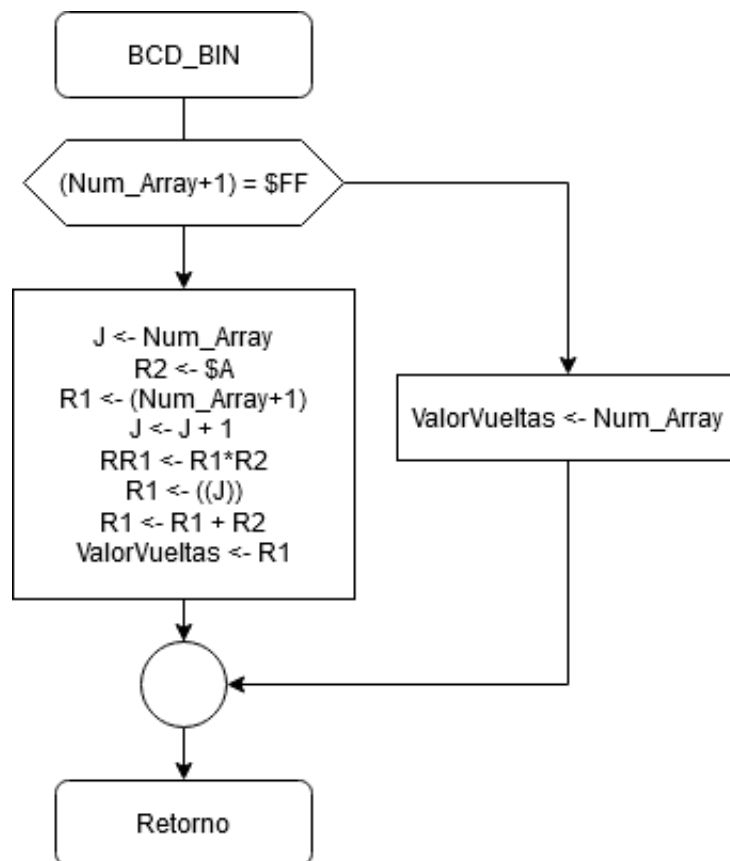 BCD_BIN
(Num_Array+1) = $FF
J <- Num_Array
R2 <- $A
R1 <- (Num_Array+1)
J <- J + 1
RR1 <- R1*R2
R1 <- ((J))
R1 <- R1 + R2
ValorVueltas <- R1
ValorVueltas <- Num_Array
Retorno